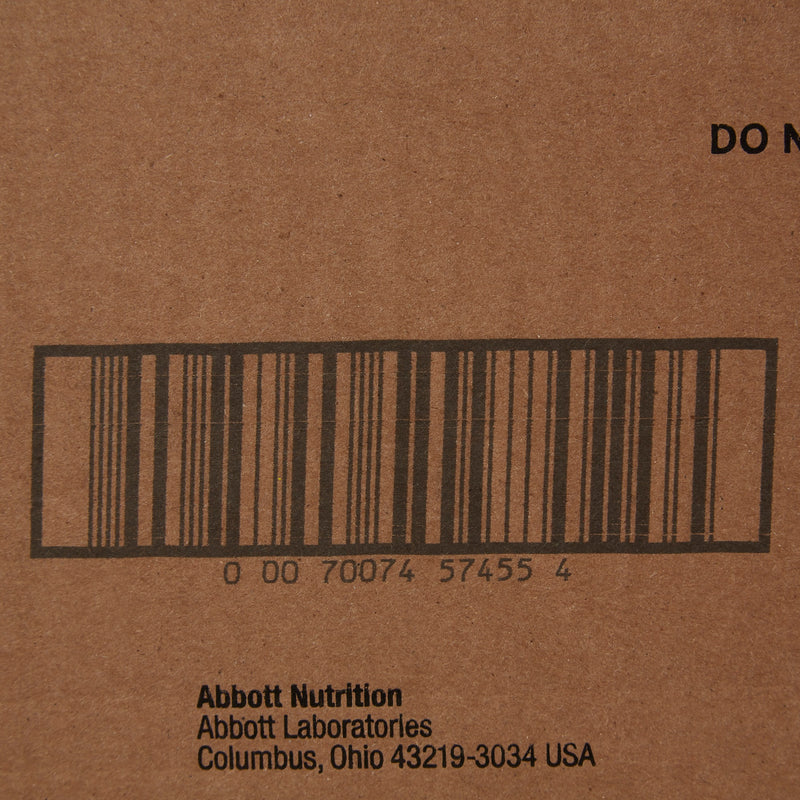 DO N
0 00 70074 57455 4
Abbott Nutrition
Abbott Laboratories
Columbus, Ohio 43219-3034 USA